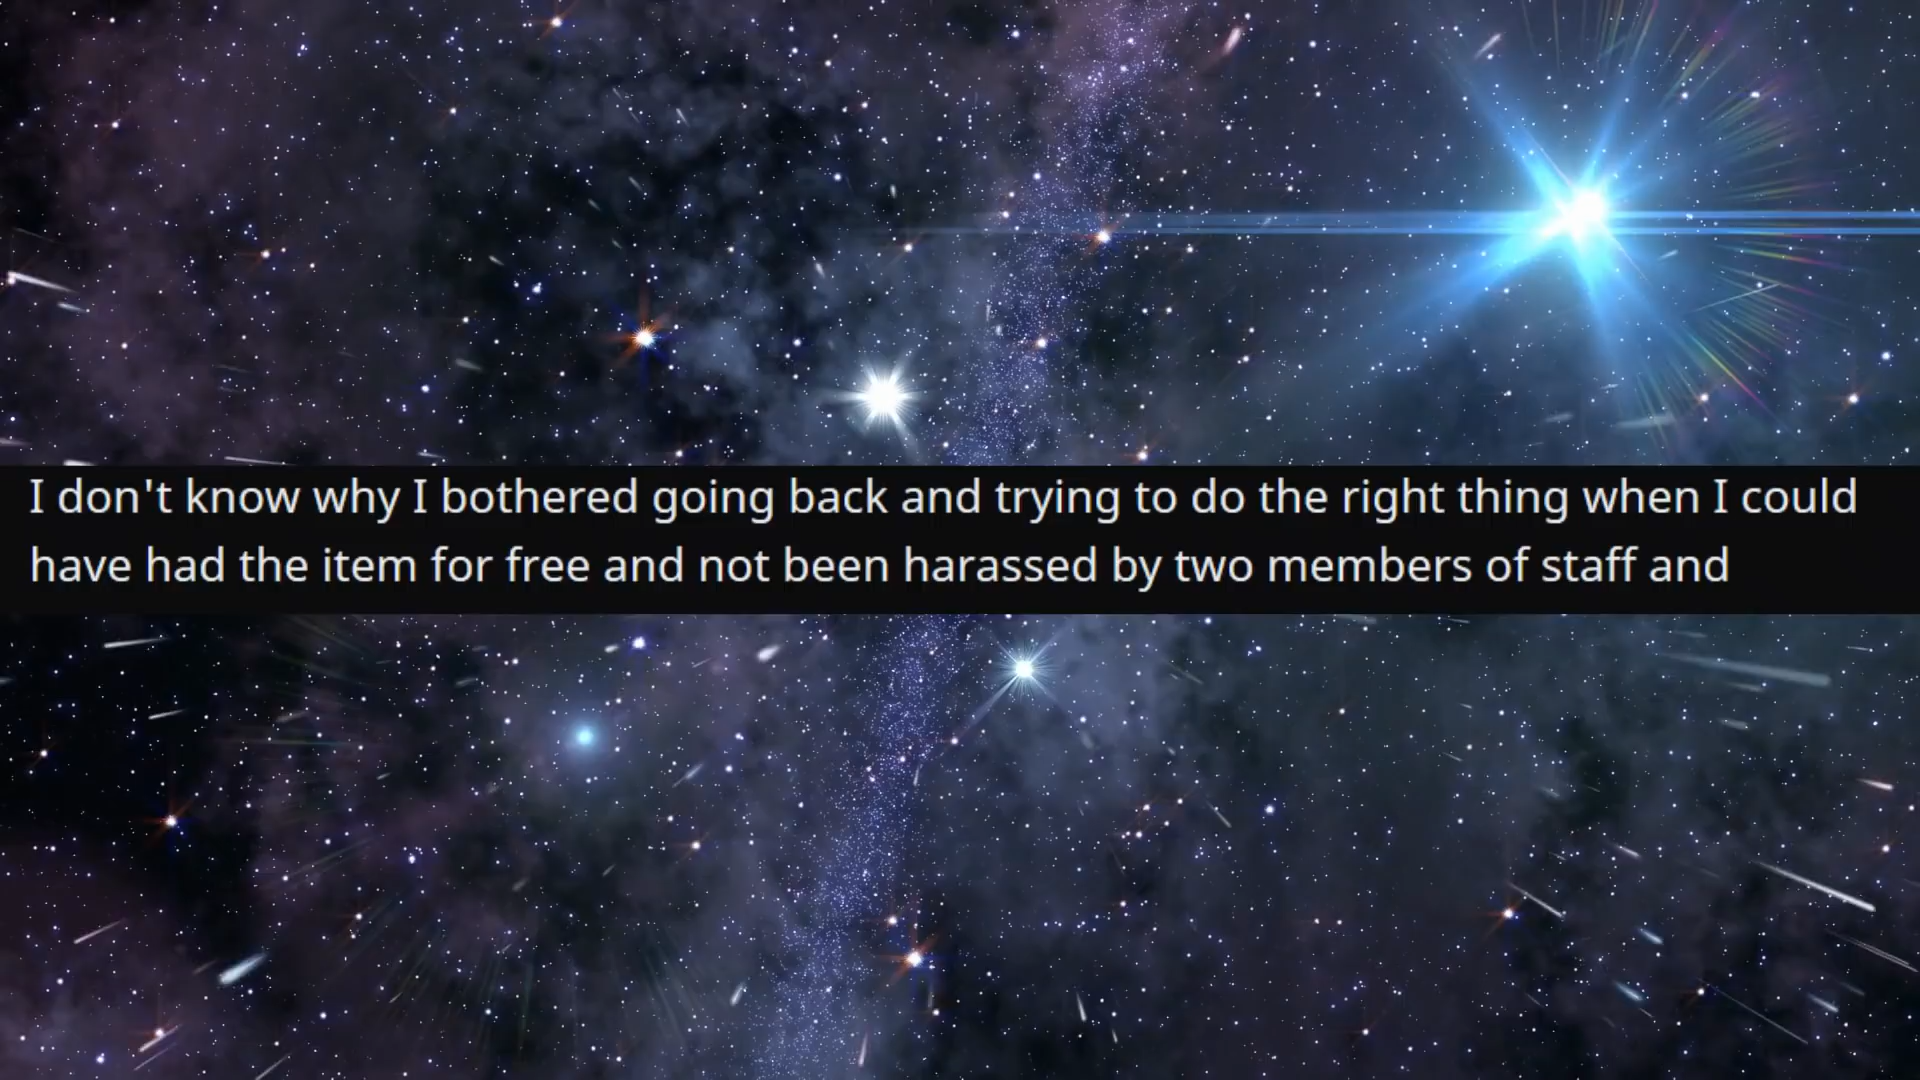 I don't know why I bothered going back and trying to do the right thing when I could
have had the item for free and not been harassed by two members of staff and